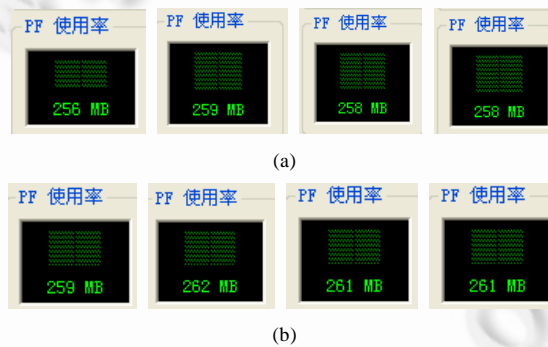 PF 使用率 PF 使用率 PF 使用率 PF 使用率
256 MB 259 MB 258 MB 258 MB
(a)
PF 使用率 PF 使用率 PF 使用率 PF 使用率
259 MB 262 MB 261 MB 261 MB
(b)